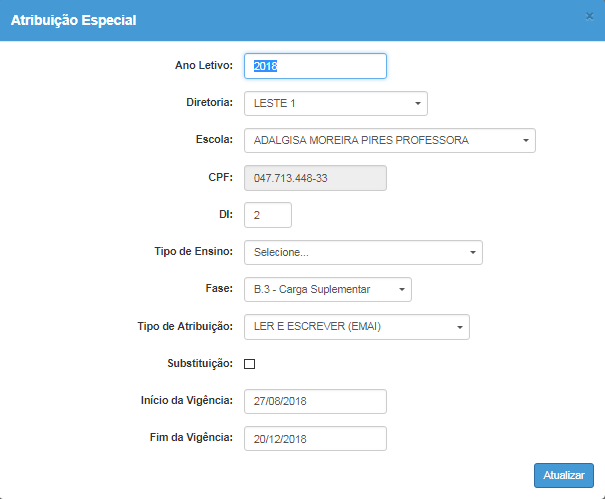 Atribuição Especial
×
Ano Letivo: 2018
Diretoria: LESTE 1
Escola: ADALGISA MOREIRA PIRES PROFESSORA
CPF: 047.713.448-33
DI: 2
Tipo de Ensino: Selecione...
Fase: B.3 - Carga Suplementar
Tipo de Atribuição: LER E ESCREVER (EMAI)
Substituição:
Início da Vigência: 27/08/2018
Fim da Vigência: 20/12/2018
Atualizar